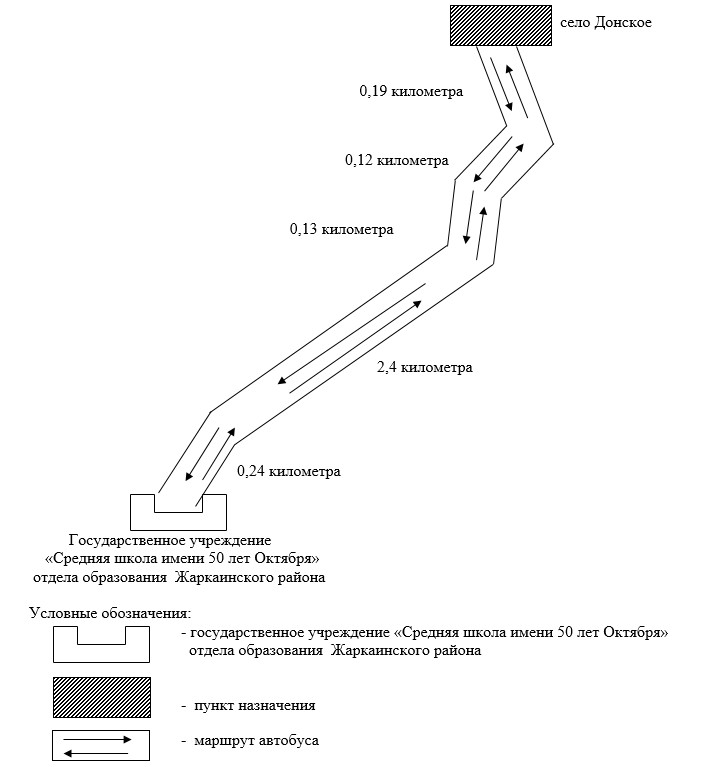 село Донское
0,19 километра
0,12 километра
0,13 километра
2,4 километра
0,24 километра
Государственное учреждение
«Средняя школа имени 50 лет Октября»
отдела образования Жаркаинского района
Условные обозначения:
- государственное учреждение «Средняя школа имени 50 лет Октября»
отдела образования Жаркаинского района
- пункт назначения
- маршрут автобуса